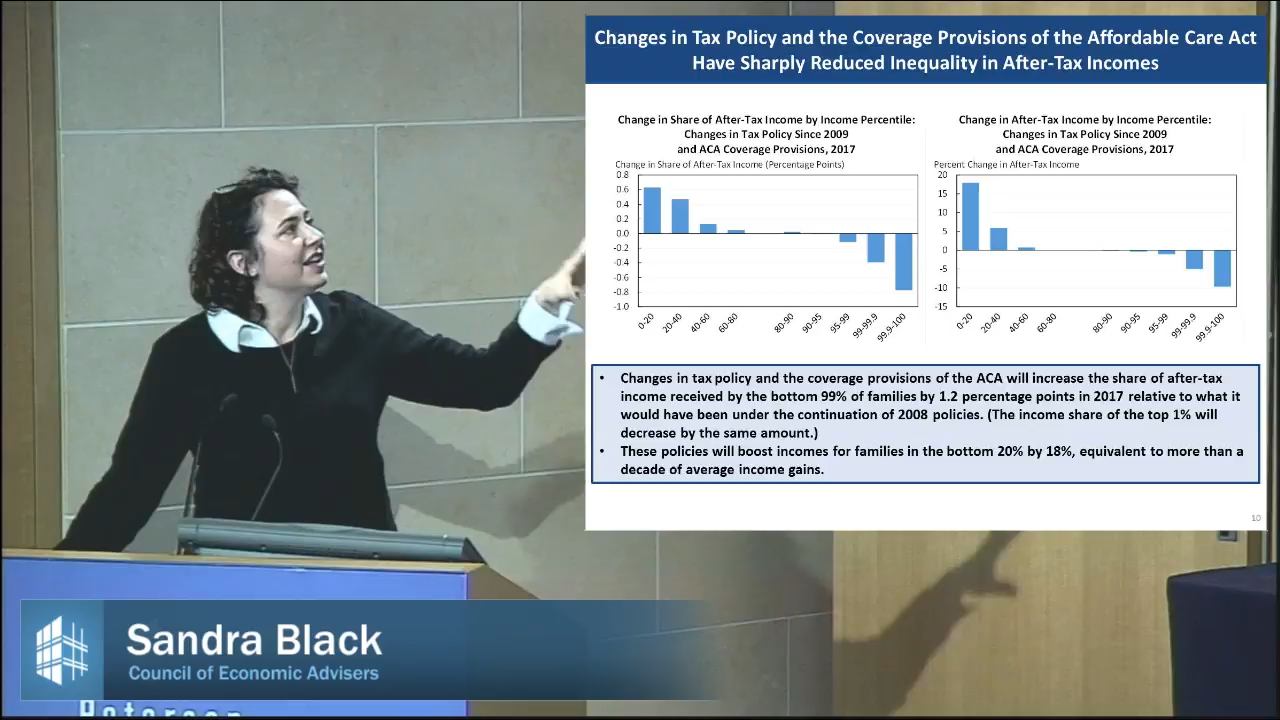 Changes in Tax Policy and the Coverage Provisions of the Affordable Care Act
Have Sharply Reduced Inequality in After-Tax Incomes
Change in Share of After-Tax Income by Income Percentile:
Changes in Tax Policy Since 2009
and ACA Coverage Provisions, 2017
Change in Share of After-Tax Income (Percentage Points)
0.8
0.6
0.4
0.2
0.0
-0.2
-0.4
-0.6
-0.8
-1.0
0-20
20-40
40-60
60-80
80-90
90-95
95-99
99-99.9
99.9-100
Change in After-Tax Income by Income Percentile:
Changes in Tax Policy Since 2009
and ACA Coverage Provisions, 2017
Percent Change in After-Tax Income
20
15
10
5
0
-5
-10
-15
0-20
20-40
40-60
60-80
80-90
90-95
95-99
99-99.9
99.9-100
• Changes in tax policy and the coverage provisions of the ACA will increase the share of after-tax
income received by the bottom 99% of families by 1.2 percentage points in 2017 relative to what it
would have been under the continuation of 2008 policies. (The income share of the top 1% will
decrease by the same amount.)
• These policies will boost incomes for families in the bottom 20% by 18%, equivalent to more than a
decade of average income gains.
10
Sandra Black
Council of Economic Advisers
Peterson